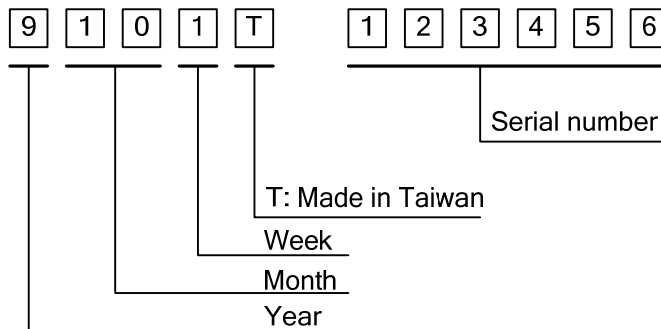 9 1 0 1 T 1 2 3 4 5 6
Serial number
T: Made in Taiwan
Week
Month
Year